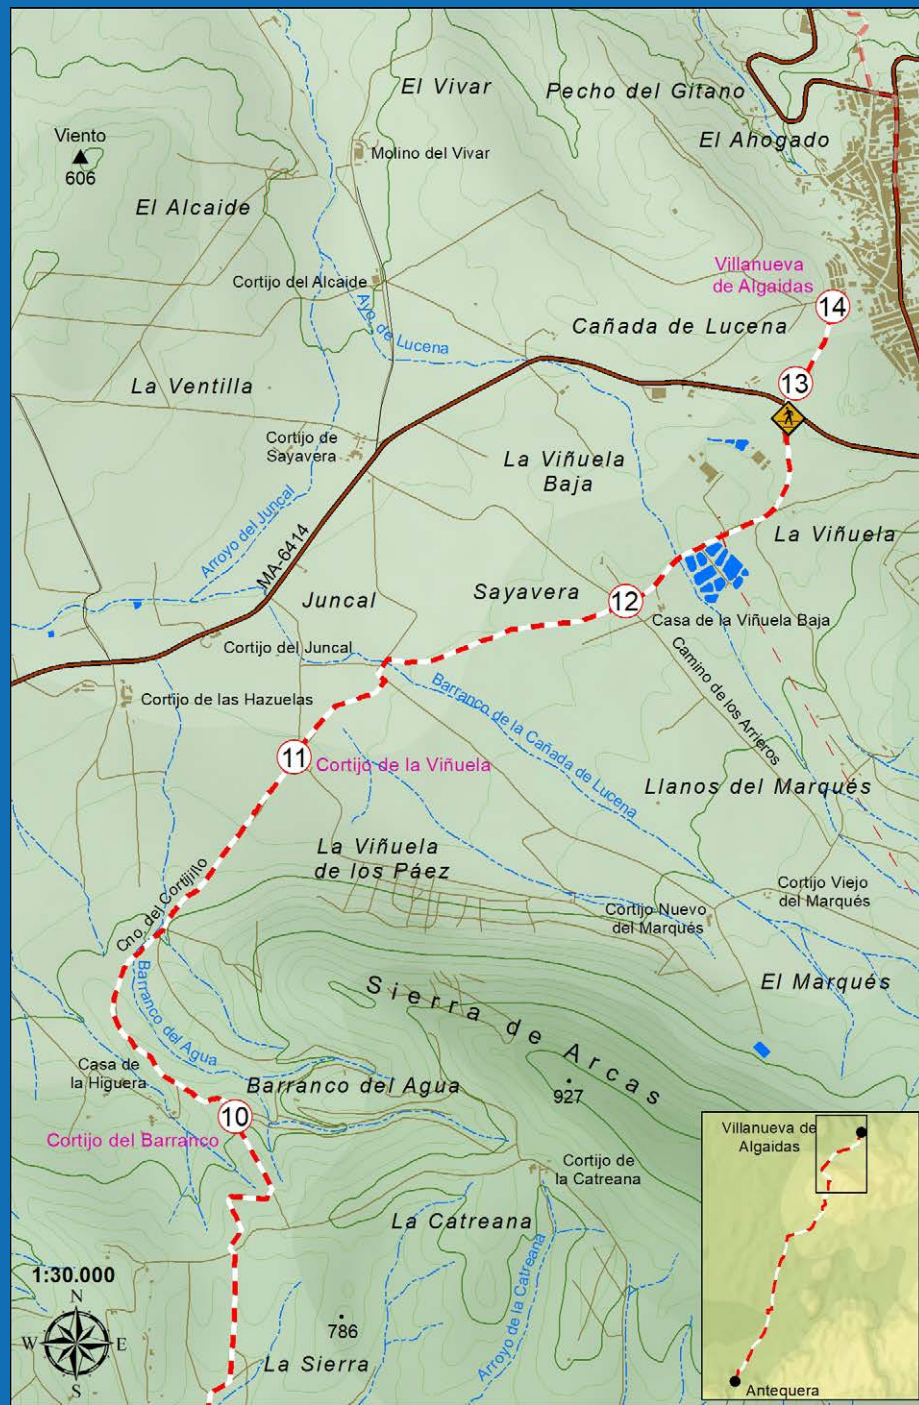 El Vivar
Pecho del Gitano
Viento
606
Molino del Vivar
El Ahogado
El Alcaide
Villanueva
de Algaidas
Cortijo del Alcaide
Ayo. de Lucena
14
Cañada de Lucena
13
La Ventilla
Cortijo de
Sayavera
La Viñuela
Baja
Arroyo del Juncal
MA-6414
La Viñuela
Juncal
Sayavera
12
Casa de la Viñuela Baja
Cortijo del Juncal
Camino de los Arrieros
Cortijo de las Hazuelas
Barranco de la Cañada de Lucena
11
Cortijo de la Viñuela
Llanos del Marqués
La Viñuela
de los Páez
Cno. del Cortijillo
Cortijo Viejo
del Marqués
Cortijo Nuevo
del Marqués
El Marqués
Barranco del Agua
Sierra de Arcas
Casa de
la Higuera
Barranco del Agua
927
10
Cortijo del Barranco
Cortijo de
la Catreana
La Catreana
Villanueva de
Algaidas
1:30.000
N
W
E
S
786
La Sierra
Arroyo de la Catreana
Antequera